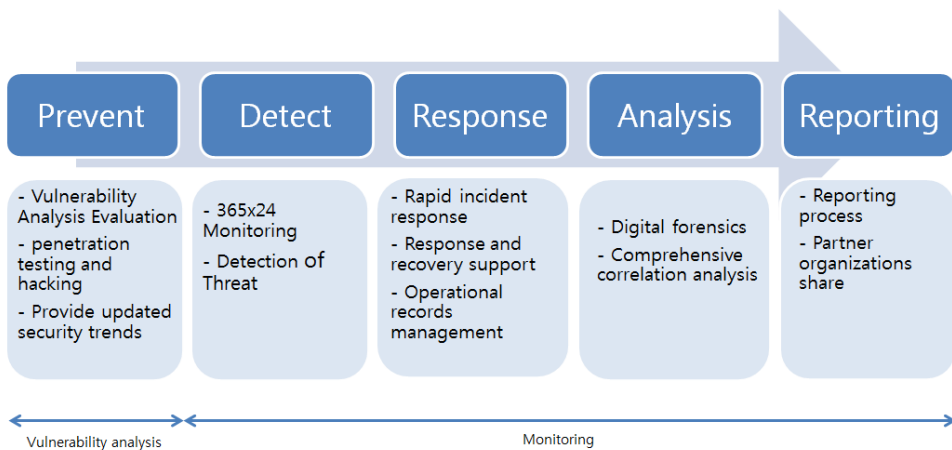 Prevent
Detect
Response
Analysis
Reporting
- Vulnerability
Analysis Evaluation
- penetration
testing and
hacking
- Provide updated
security trends
- 365x24
Monitoring
- Detection of
Threat
- Rapid incident
response
- Response and
recovery support
- Operational
records
management
- Digital forensics
- Comprehensive
correlation analysis
- Reporting
process
- Partner
organizations
share
Vulnerability analysis
Monitoring